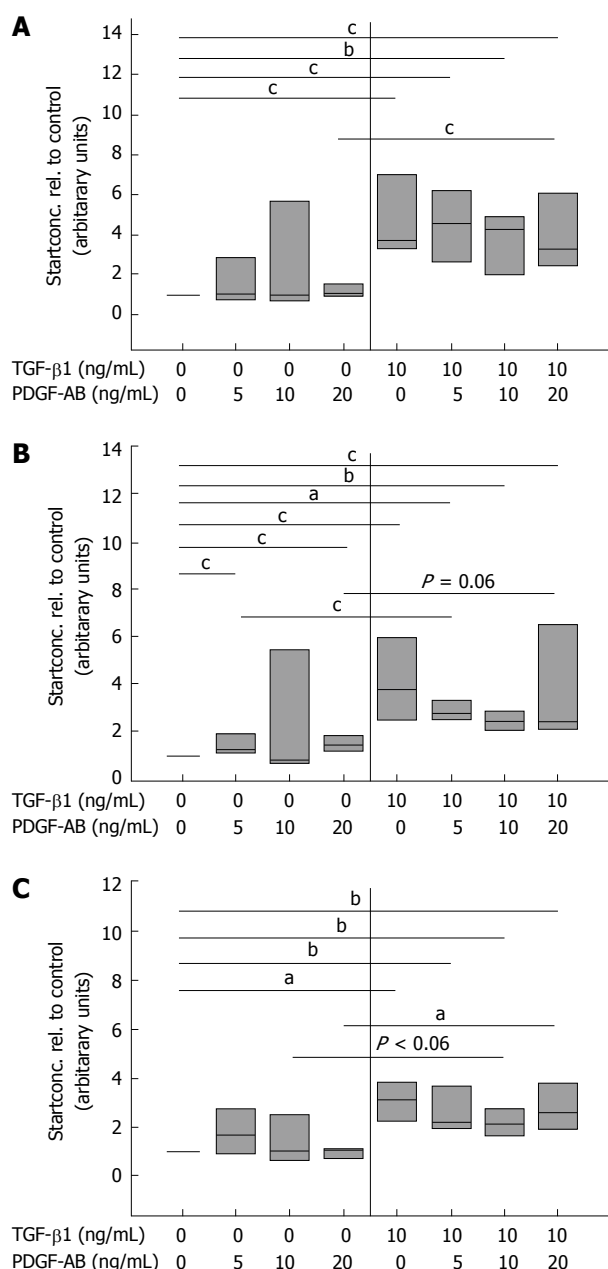 A
Startconc. rel. to control
(arbitarary units)
14
12
10
8
6
4
2
0
c
b
c
c
c
TGF-β1 (ng/mL) 0 0 0 0 10 10 10 10
PDGF-AB (ng/mL) 0 5 10 20 0 5 10 20
B
Startconc. rel. to control
(arbitarary units)
14
12
10
8
6
4
2
0
c
b
a
c
c
c
P = 0.06
c
TGF-β1 (ng/mL) 0 0 0 0 10 10 10 10
PDGF-AB (ng/mL) 0 5 10 20 0 5 10 20
C
Startconc. rel. to control
(arbitarary units)
12
10
8
6
4
2
0
b
b
b
a
a
P < 0.06
TGF-β1 (ng/mL) 0 0 0 0 10 10 10 10
PDGF-AB (ng/mL) 0 5 10 20 0 5 10 20